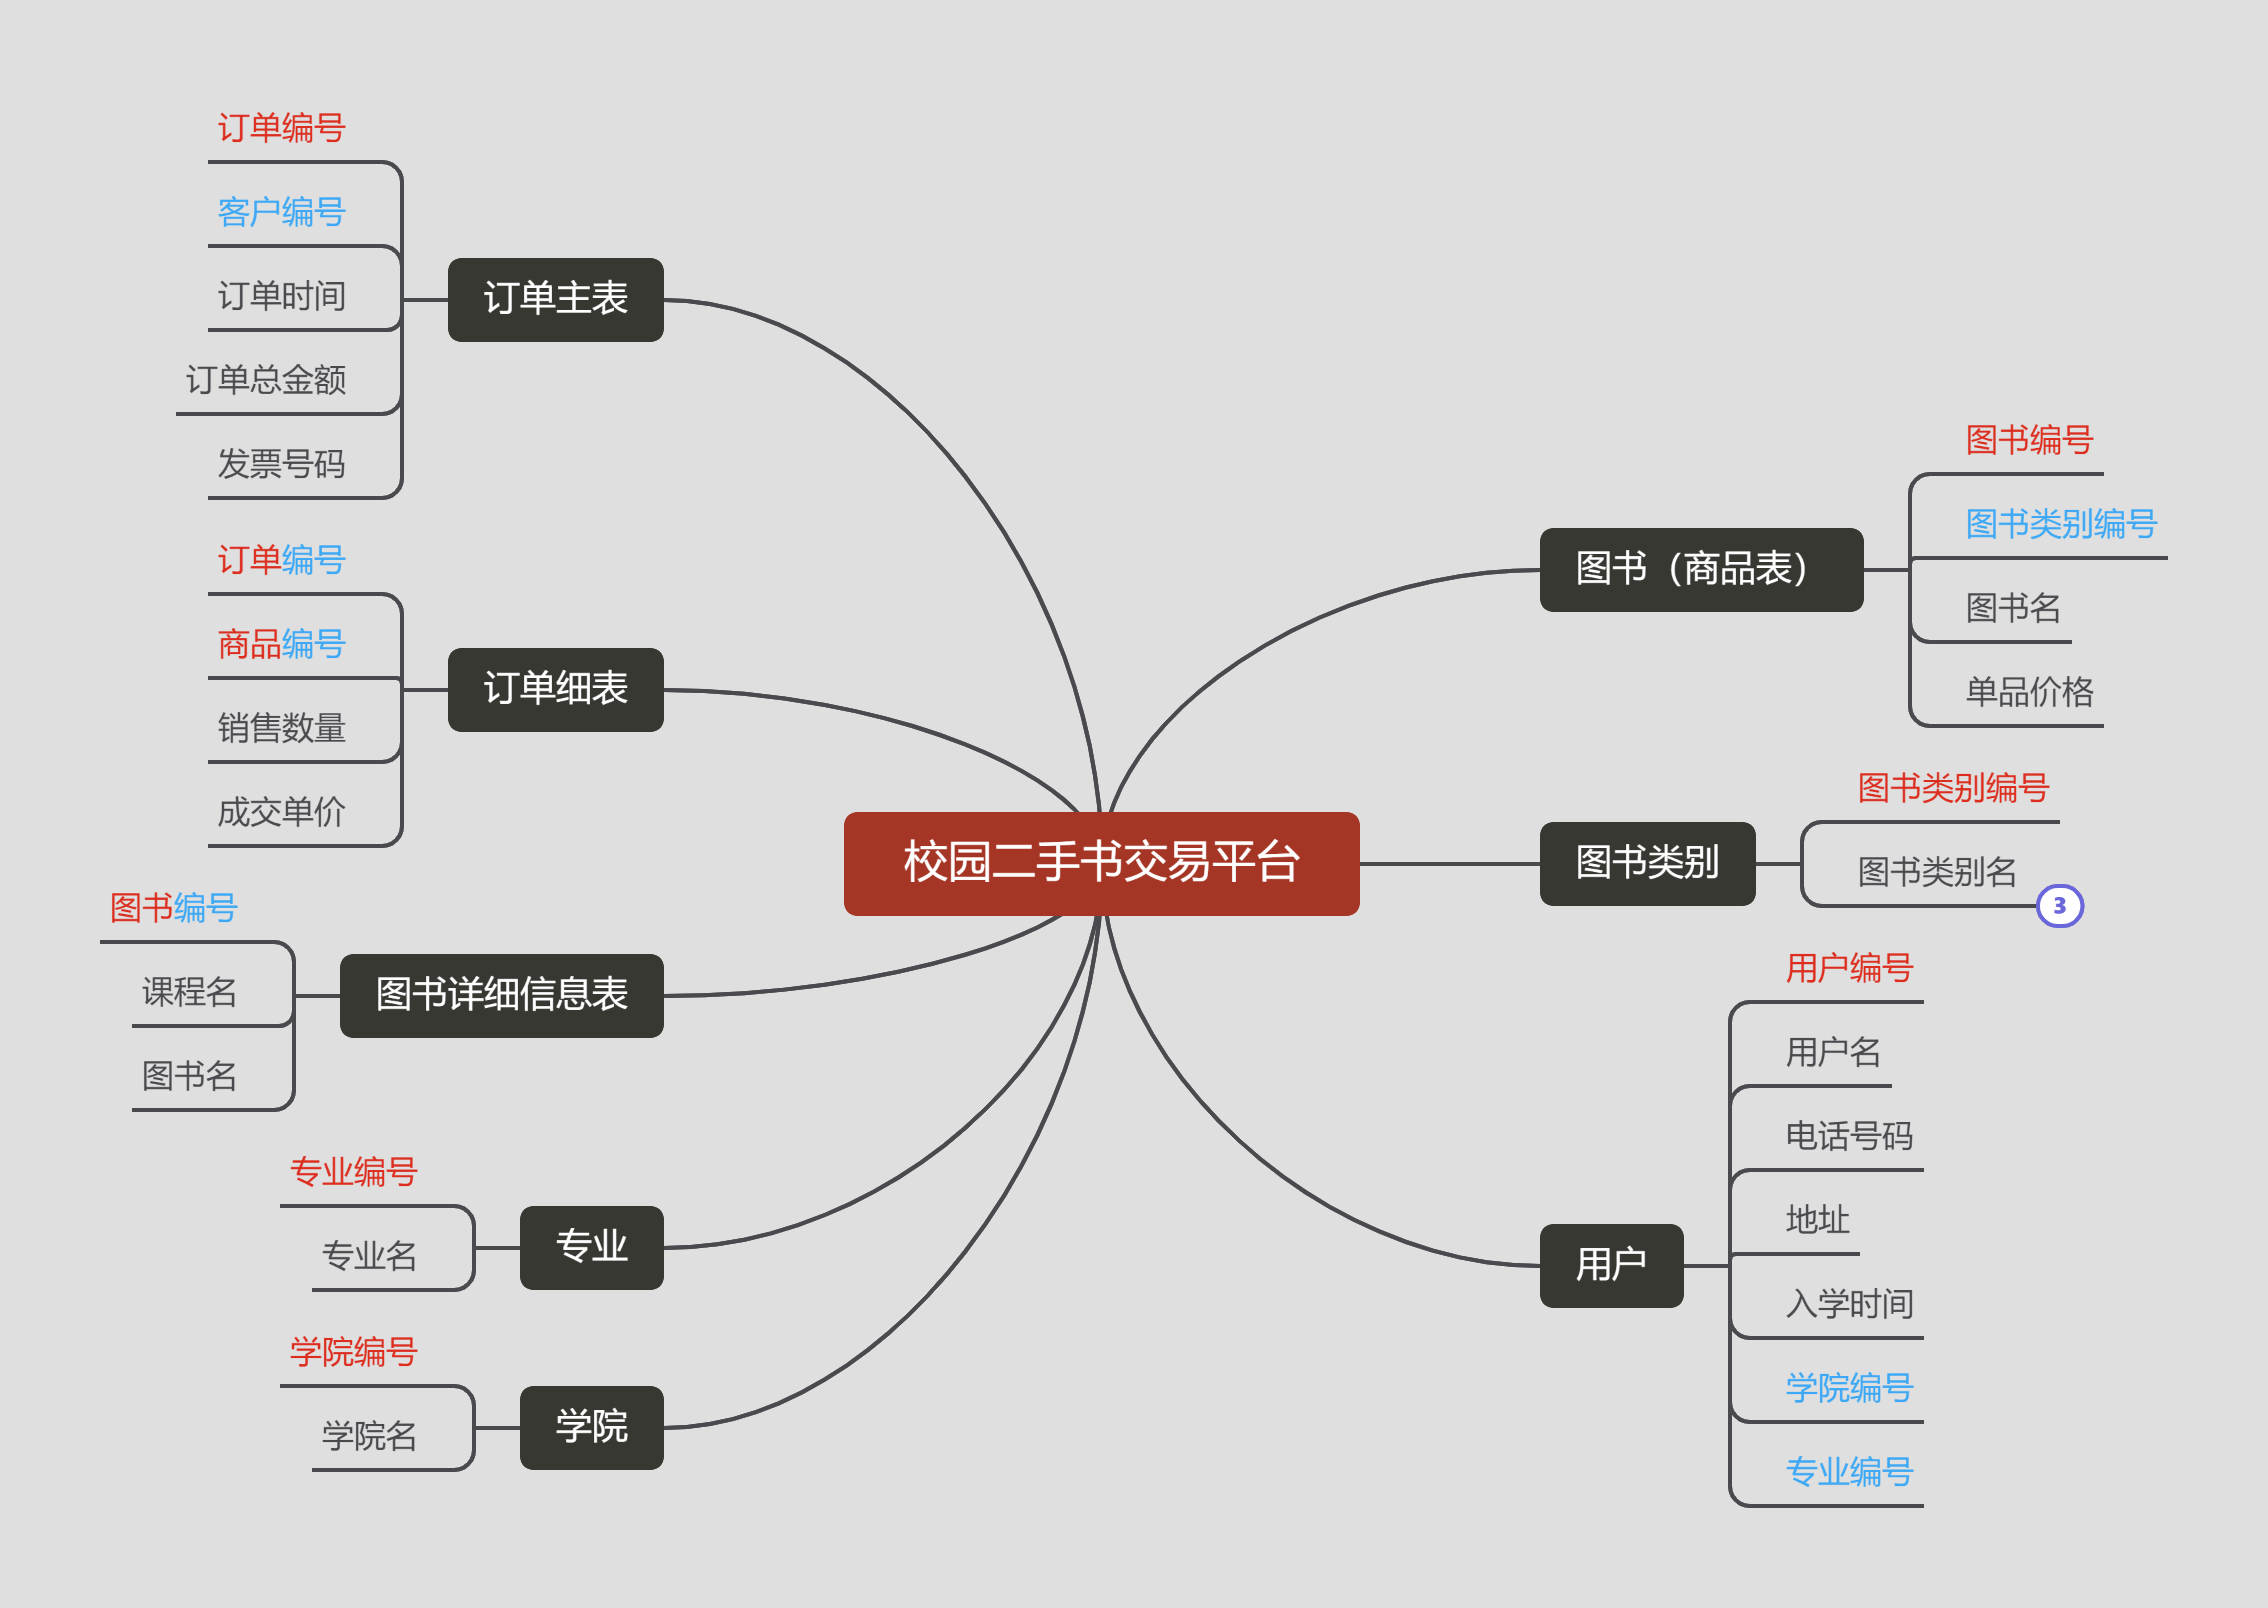 校园二手书交易平台
订单主表
订单编号
客户编号
订单时间
订单总金额
发票号码
订单细表
订单编号
商品编号
销售数量
成交单价
图书详细信息表
图书编号
课程名
图书名
专业
专业编号
专业名
学院
学院编号
学院名
图书（商品表）
图书编号
图书类别编号
图书名
单品价格
图书类别
图书类别编号
图书类别名
3
用户
用户编号
用户名
电话号码
地址
入学时间
学院编号
专业编号